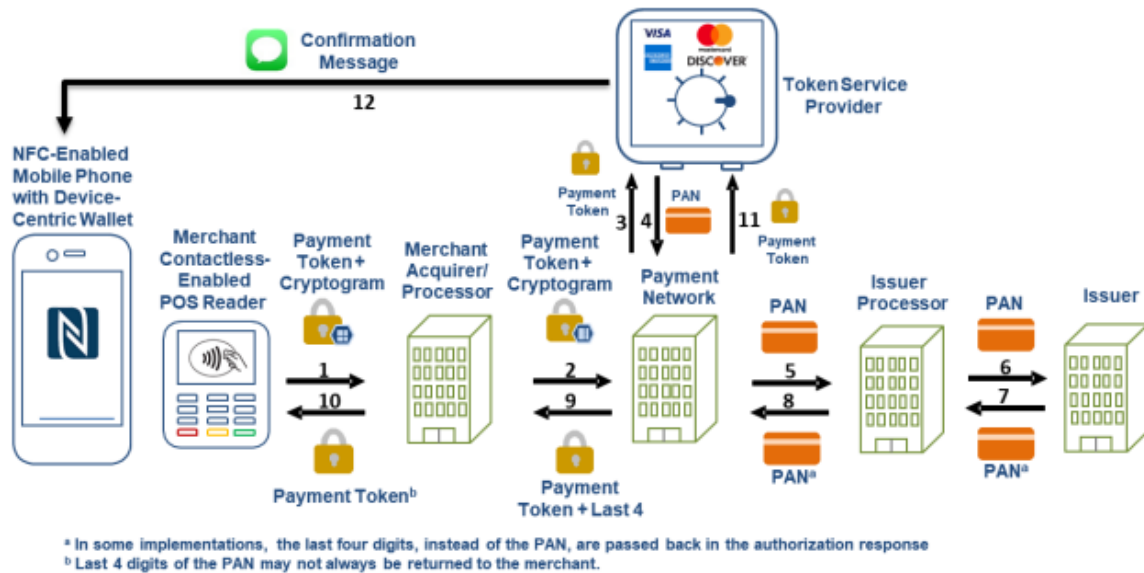 Confirmation
Message
12
VISA
mastercard
DISCOVER
Token Service
Provider
NFC-Enabled
Mobile Phone
with Device-
Centric Wallet
Payment
Token
3
4
PAN
11
Payment
Token
Merchant
Contactless-
Enabled
POS Reader
Payment
Token +
Cryptogram
Merchant
Acquirer/
Processor
Payment
Token +
Cryptogram
Payment
Network
PAN
Issuer
Processor
PAN
Issuer
1
10
2
9
5
8
6
7
Payment Tokenᵇ
Payment
Token + Last 4
PANᵃ
PANᵃ
ᵃ In some implementations, the last four digits, instead of the PAN, are passed back in the authorization response
ᵇ Last 4 digits of the PAN may not always be returned to the merchant.